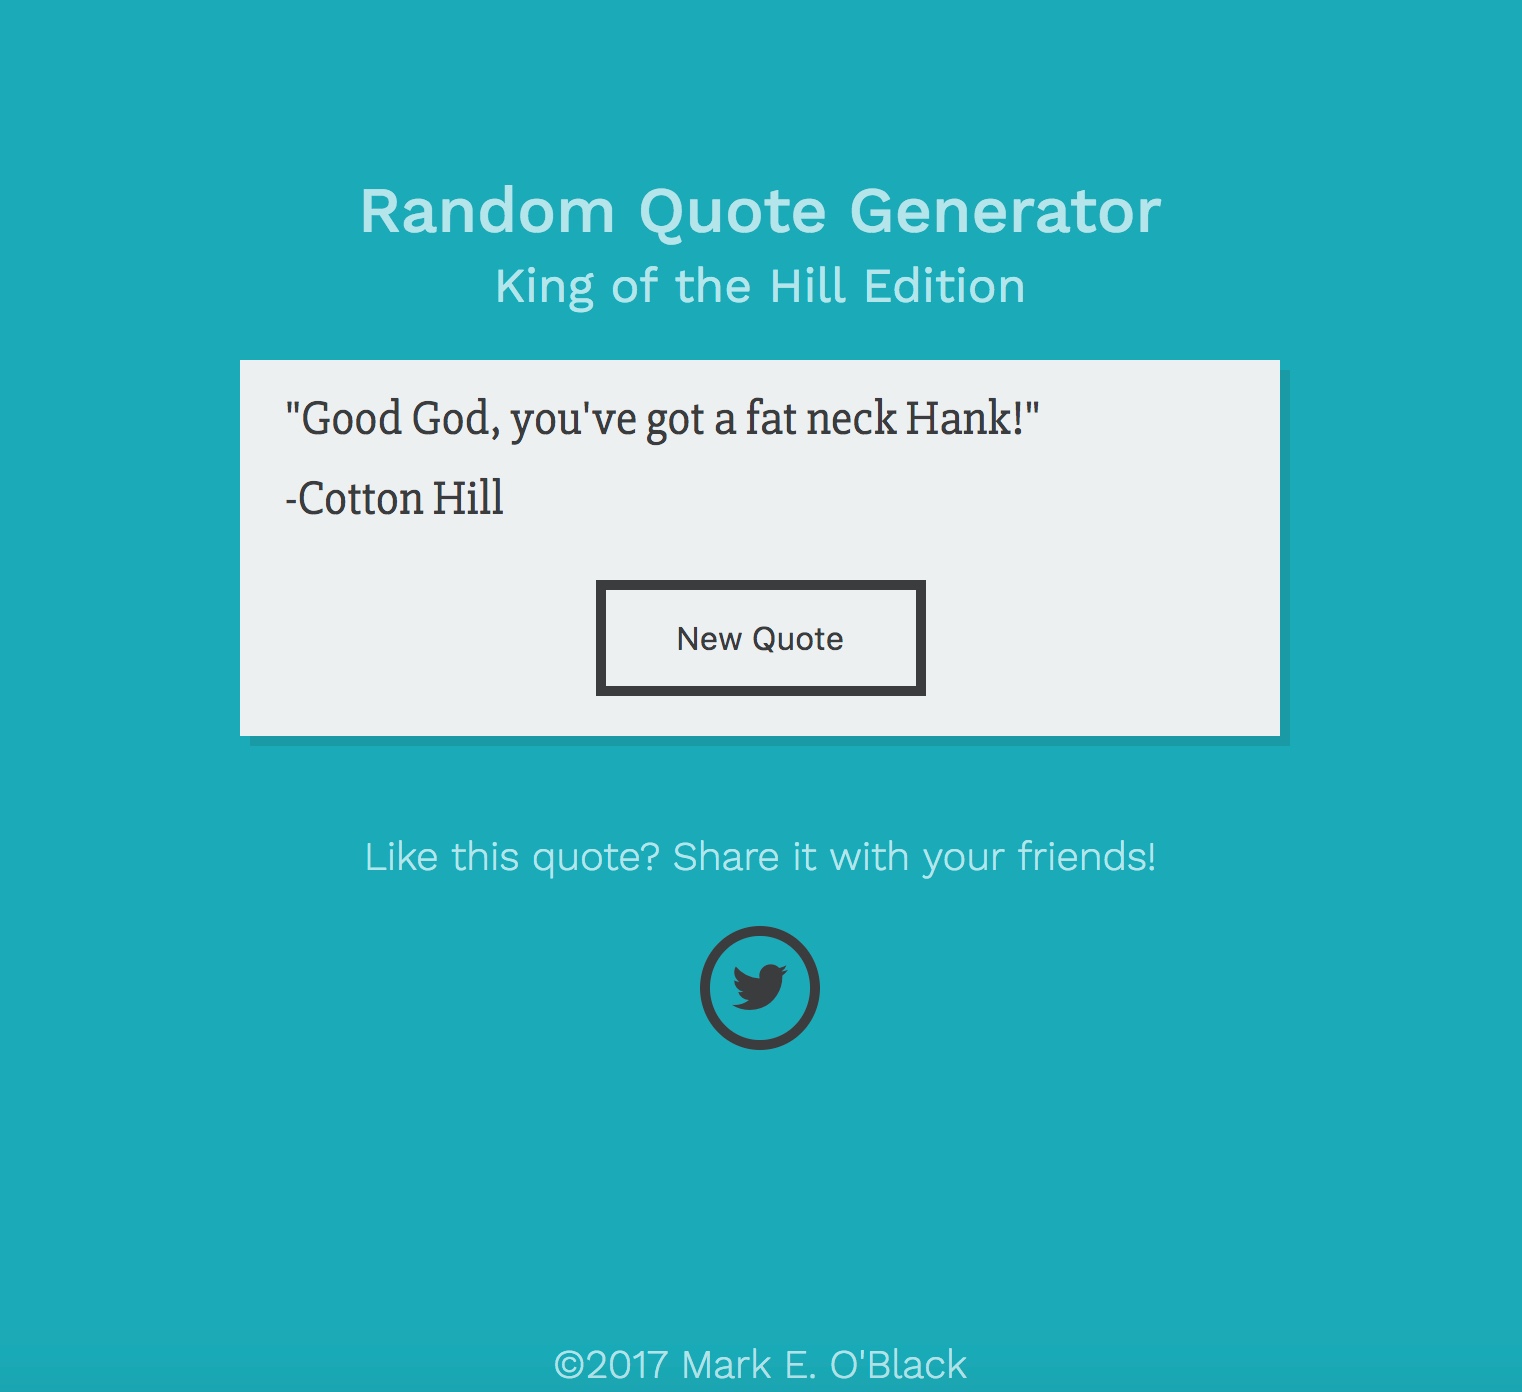 Random Quote Generator
King of the Hill Edition
"Good God, you've got a fat neck Hank!"
-Cotton Hill
New Quote
Like this quote? Share it with your friends!
©2017 Mark E. O'Black